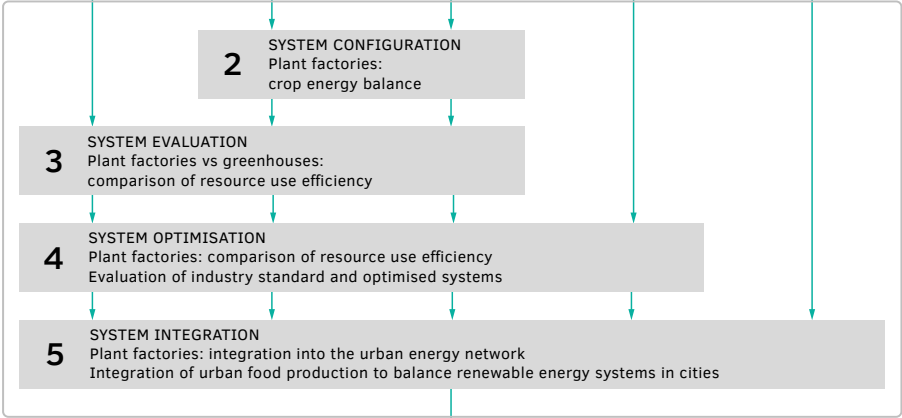 2
SYSTEM CONFIGURATION
Plant factories:
crop energy balance
3
SYSTEM EVALUATION
Plant factories vs greenhouses:
comparison of resource use efficiency
4
SYSTEM OPTIMISATION
Plant factories: comparison of resource use efficiency
Evaluation of industry standard and optimised systems
5
SYSTEM INTEGRATION
Plant factories: integration into the urban energy network
Integration of urban food production to balance renewable energy systems in cities